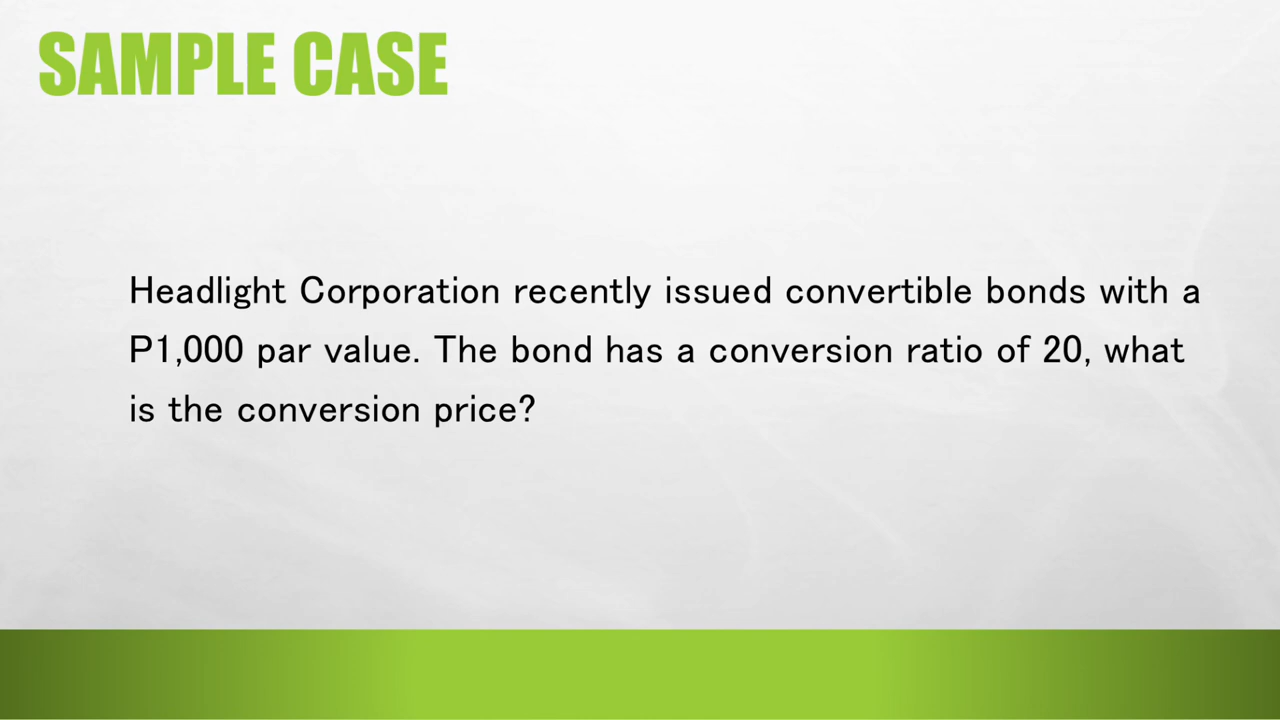 SAMPLE CASE
Headlight Corporation recently issued convertible bonds with a
P1,000 par value. The bond has a conversion ratio of 20, what
is the conversion price?